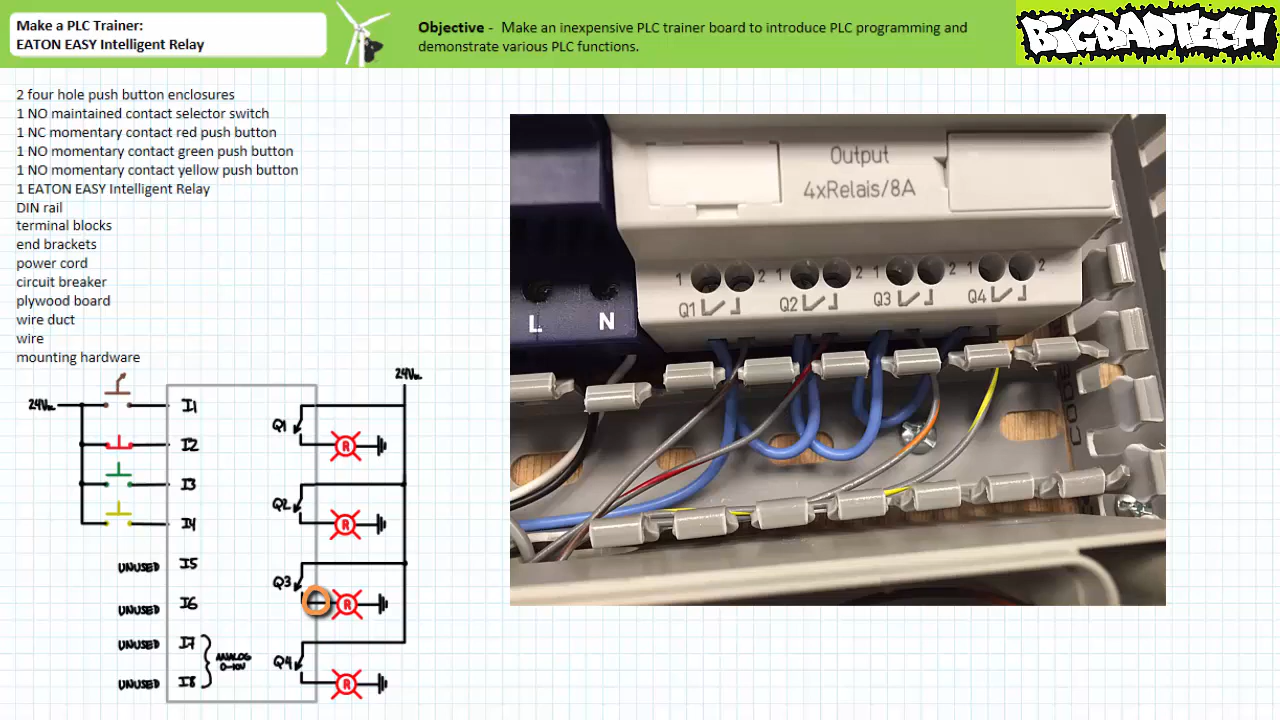 Make a PLC Trainer:
EATON EASY Intelligent Relay
Objective - Make an inexpensive PLC trainer board to introduce PLC programming and
demonstrate various PLC functions.
BIGBADTECH
2 four hole push button enclosures
1 NO maintained contact selector switch
1 NC momentary contact red push button
1 NO momentary contact green push button
1 NO momentary contact yellow push button
1 EATON EASY Intelligent Relay
DIN rail
terminal blocks
end brackets
power cord
circuit breaker
plywood board
wire duct
wire
mounting hardware
24VDC
24VDC
I1
I2
I3
I4
UNUSED I5
UNUSED I6
UNUSED I7
UNUSED I8
ANALOG
0-10V
Q1
R
Q2
R
Q3
R
Q4
R
Output
4xRelais/8A
1 2 1 2 1 2 1 2
Q1 Q2 Q3 Q4
L N
CODE